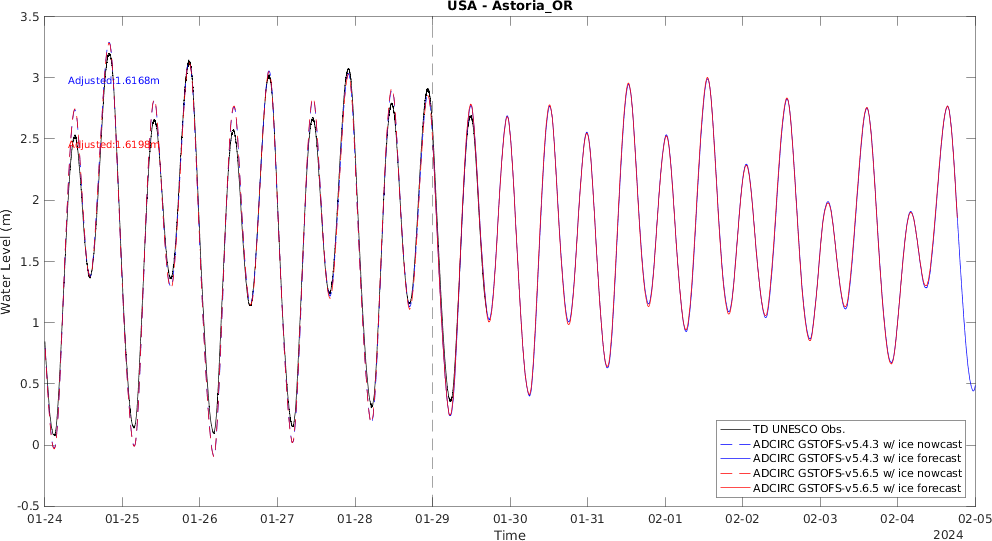 USA - Astoria_OR
3.5
3
2.5
2
1.5
1
0.5
0
-0.5
Water Level (m)
Adjusted:1.6168m
Adjusted:1.6198m
TD UNESCO Obs.
ADCIRC GSTOFS-v5.4.3 w/ ice nowcast
ADCIRC GSTOFS-v5.4.3 w/ ice forecast
ADCIRC GSTOFS-v5.6.5 w/ ice nowcast
ADCIRC GSTOFS-v5.6.5 w/ ice forecast
01-24 01-25 01-26 01-27 01-28 01-29 01-30 01-31 02-01 02-02 02-03 02-04 02-05
Time
2024